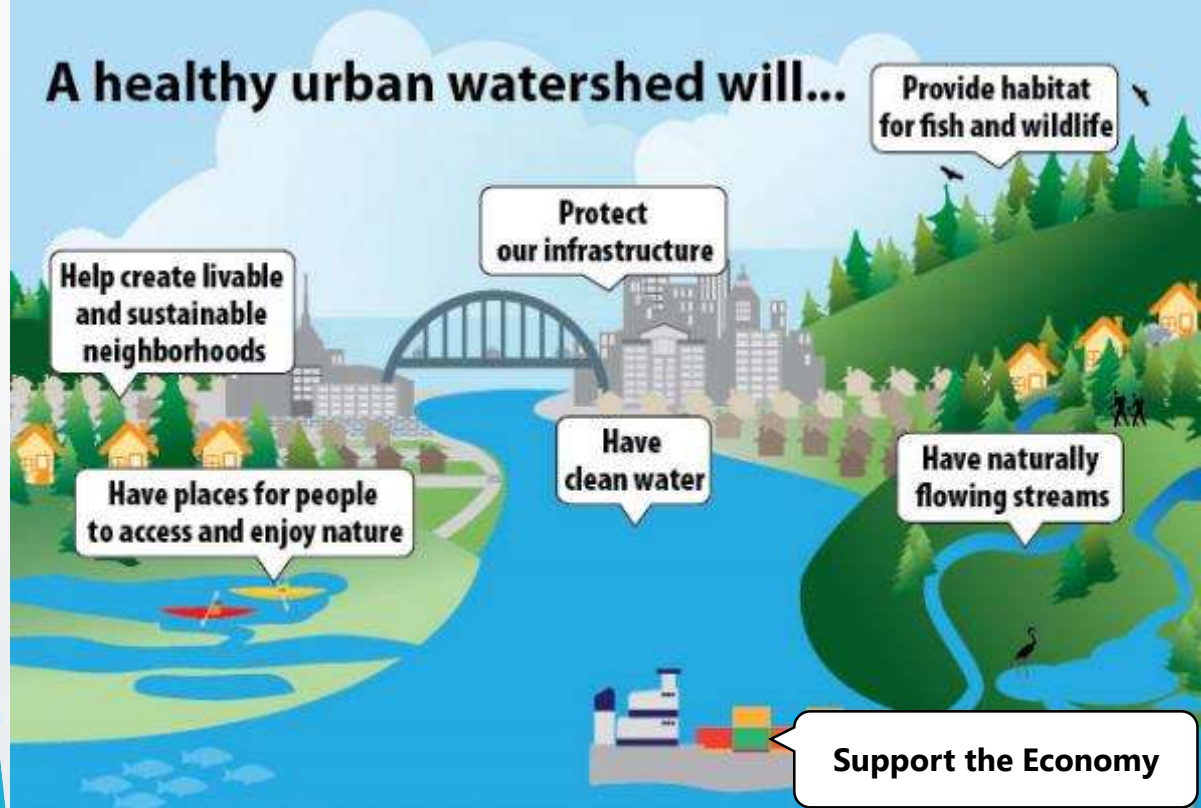 A healthy urban watershed will...
Provide habitat
for fish and wildlife
Protect
our infrastructure
Help create livable
and sustainable
neighborhoods
Have
clean water
Have naturally
flowing streams
Have places for people
to access and enjoy nature
Support the Economy